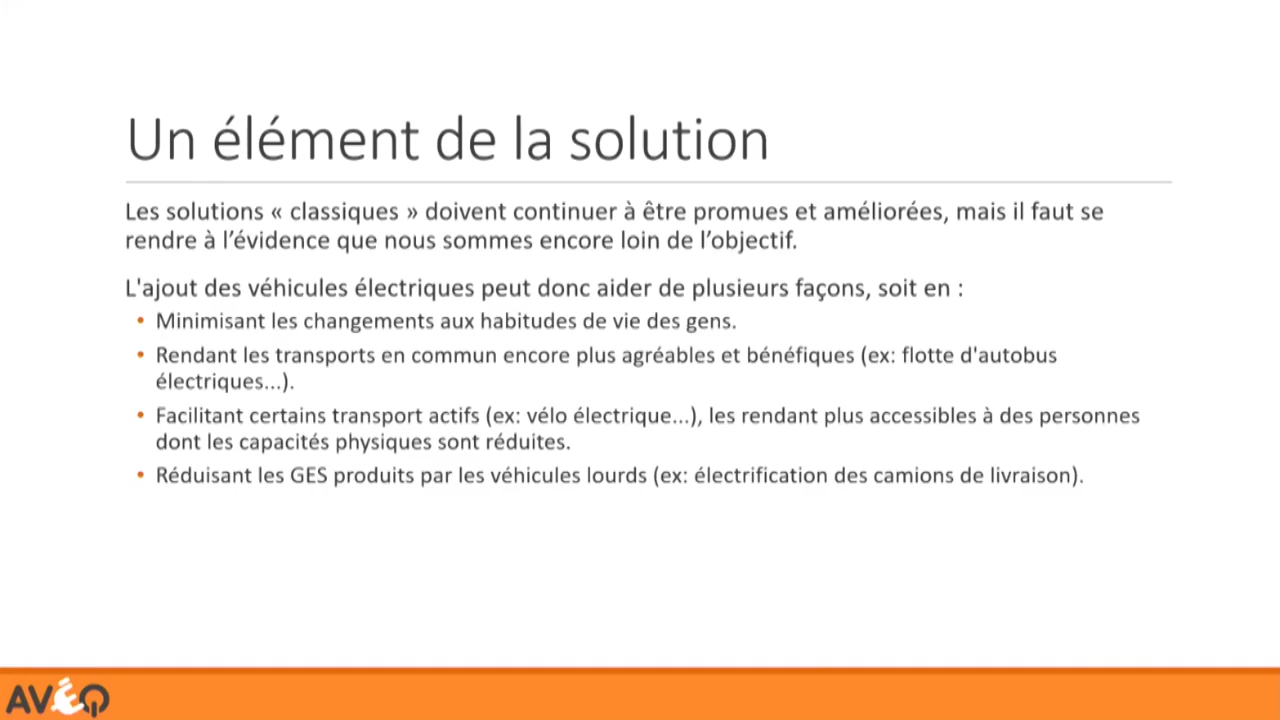 Un élément de la solution
Les solutions « classiques » doivent continuer à être promues et améliorées, mais il faut se
rendre à l’évidence que nous sommes encore loin de l’objectif.
L'ajout des véhicules électriques peut donc aider de plusieurs façons, soit en :
• Minimisant les changements aux habitudes de vie des gens.
• Rendant les transports en commun encore plus agréables et bénéfiques (ex: flotte d'autobus
électriques...).
• Facilitant certains transport actifs (ex: vélo électrique...), les rendant plus accessibles à des personnes
dont les capacités physiques sont réduites.
• Réduisant les GES produits par les véhicules lourds (ex: électrification des camions de livraison).
AVÉQ